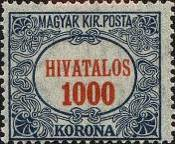 MAGYAR KIR. POSTA
HIVATALOS
1000
KORONA